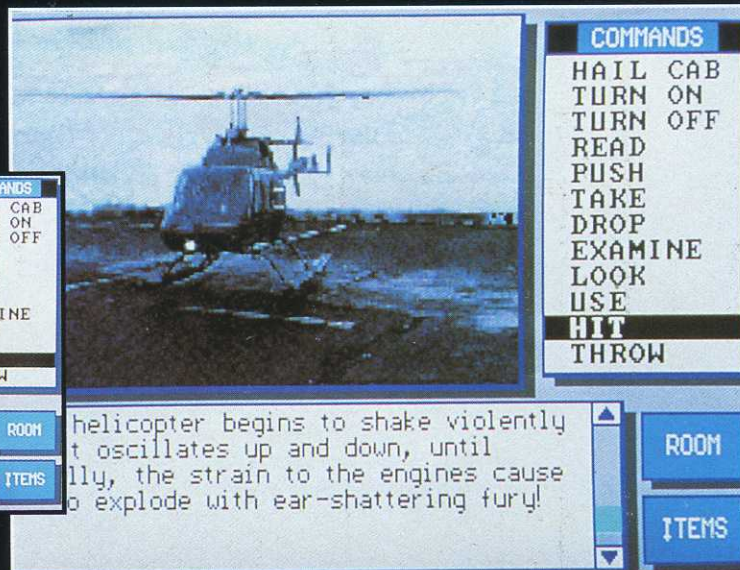 COMMANDS
HAIL CAB
TURN ON
TURN OFF
READ
PUSH
TAKE
DROP
EXAMINE
LOOK
USE
HIT
THROW
ANDS
CAB
ON
OFF
INE
W
ROOM
ITEMS
helicopter begins to shake violently
t oscillates up and down, until
lly, the strain to the engines cause
o explode with ear-shattering fury!
ROOM
ITEMS